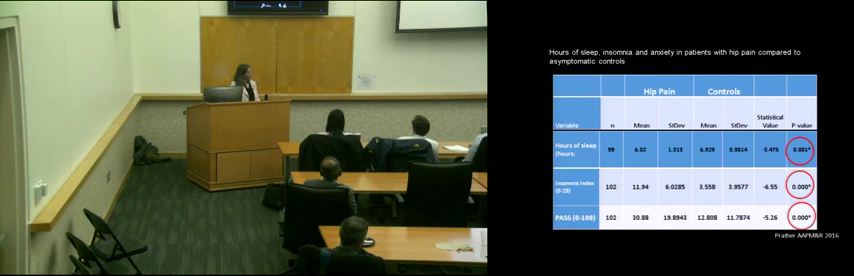 Hours of sleep, insomnia and anxiety in patients with hip pain compared to
asymptomatic controls
Hip Pain Controls
Variable n Mean StDev Mean StDev Statistical Value P value
Hours of sleep (hours: 99 6.02 1.313 6.929 0.9814 -3.475 0.001*
Insomnia Index (0-28) 102 11.94 6.0285 3.558 3.9577 -6.55 0.000*
PASS (0-100) 102 30.88 19.8943 12.808 11.7874 -5.26 0.000*
Prather AAPM&R 2016